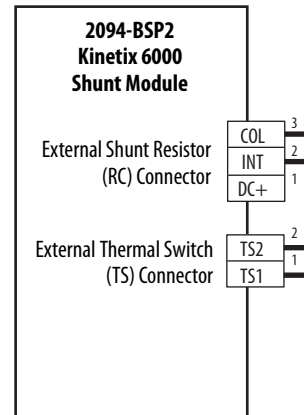 2094-BSP2
Kinetix 6000
Shunt Module
External Shunt Resistor
(RC) Connector
COL 3
INT 2
DC+ 1
External Thermal Switch
(TS) Connector
TS2 2
TS1 1